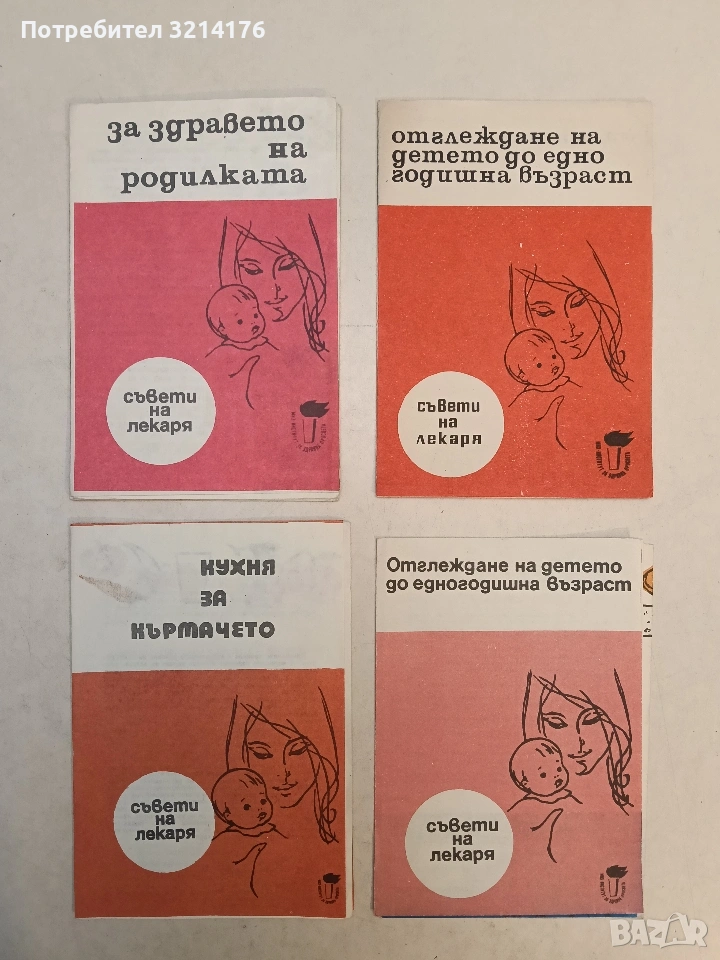 Потребител 3214176
за здравето
на
родилката
съвети
на
лекаря
отглеждане на
детето до едно
годишна възраст
съвети
на
лекаря
КУХНЯ
ЗА
КЪРМАЧЕТО
съвети
на
лекаря
Отглеждане на детето
до едногодишна възраст
съвети
на
лекаря
BAZAR